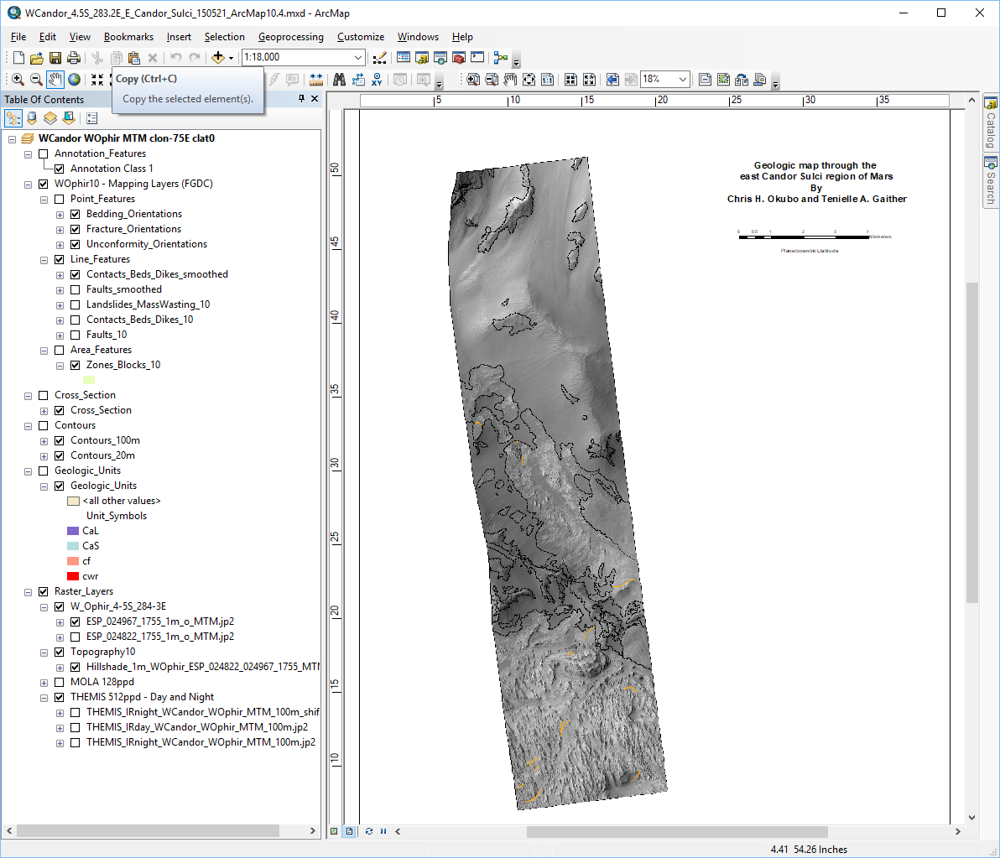 WCandor_4.5S_283.2E_E_Candor_Sulci_150521_ArcMap10.4.mxd - ArcMap
File Edit View Bookmarks Insert Selection Geoprocessing Customize Windows Help
1:18,000
Copy (Ctrl+C)
Copy the selected element(s).
XY
1:1
18%
Table Of Contents
5 10 15 20 25 30 35
WCandor WOphir MTM clon-75E clat0
Annotation_Features
Annotation Class 1
WOphir10 - Mapping Layers (FGDC)
Point_Features
Bedding_Orientations
Fracture_Orientations
Unconformity_Orientations
Line_Features
Contacts_Beds_Dikes_smoothed
Faults_smoothed
Landslides_MassWasting_10
Contacts_Beds_Dikes_10
Faults_10
Area_Features
Zones_Blocks_10
Cross_Section
Cross_Section
Contours
Contours_100m
Contours_20m
Geologic_Units
Geologic_Units
<all other values>
Unit_Symbols
CaL
CaS
cf
cwr
Raster_Layers
W_Ophir_4-5S_284-3E
ESP_024967_1755_1m_o_MTM.jp2
ESP_024822_1755_1m_o_MTM.jp2
Topography10
Hillshade_1m_WOphir_ESP_024822_024967_1755_MTI
MOLA 128ppd
THEMIS 512ppd - Day and Night
THEMIS_IRnight_WCandor_WOphir_MTM_100m_shif
THEMIS_IRday_WCandor_WOphir_MTM_100m.jp2
THEMIS_IRnight_WCandor_WOphir_MTM_100m.jp2
50
45
40
35
30
25
20
15
10
Geologic map through the
east Candor Sulci region of Mars
By
Chris H. Okubo and Tenielle A. Gaither
0 0.5 1 2 3 4
Kilometers
Planetocentric Latitude
Catalog
Search
4.41 54.26 Inches